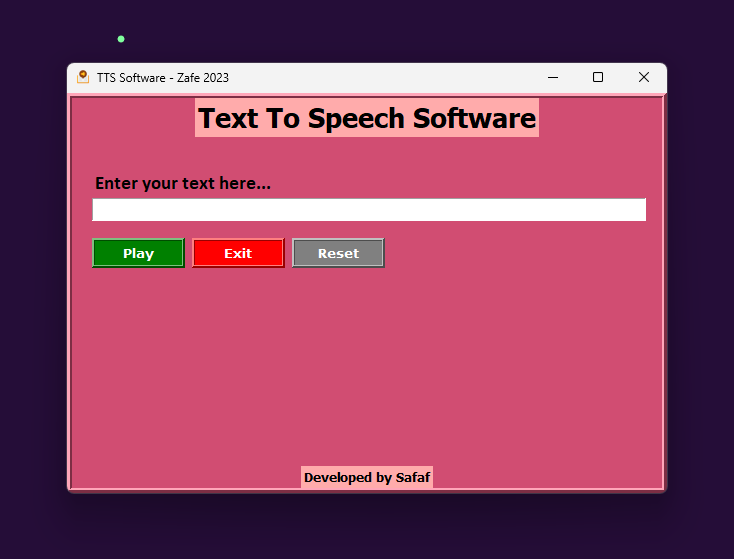 TTS Software - Zafe 2023
Text To Speech Software
Enter your text here...
Play Exit Reset
Developed by Safaf